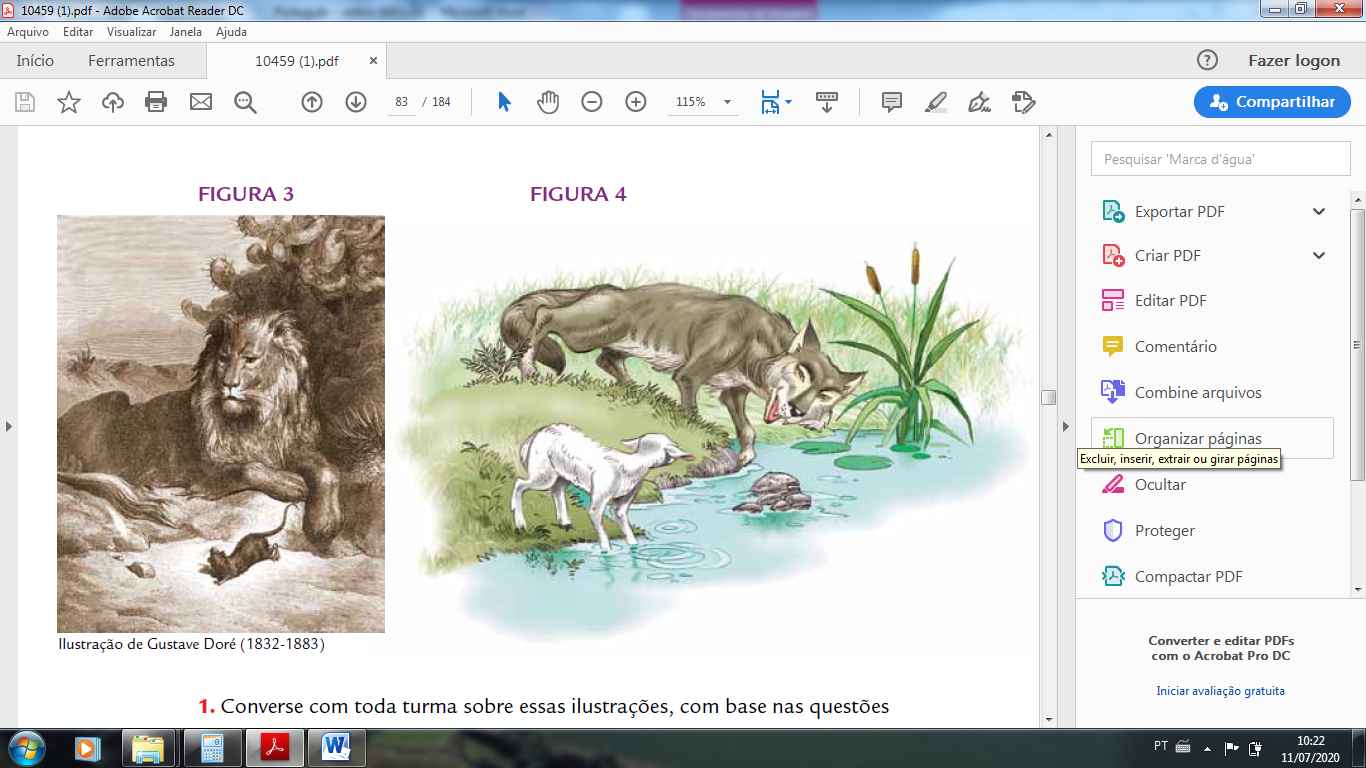 10459 (1).pdf - Adobe Acrobat Reader DC
Arquivo Editar Visualizar Janela Ajuda
Início Ferramentas 10459 (1).pdf × Fazer logon
83 / 184 115% Compartilhar
Pesquisar 'Marca d'água'
FIGURA 3 FIGURA 4
Ilustração de Gustave Doré (1832-1883)
1. Converse com toda turma sobre essas ilustrações, com base nas questões
Exportar PDF
Criar PDF
Editar PDF
Comentário
Combine arquivos
Organizar páginas
Excluir, inserir, extrair ou girar páginas
Ocultar
Proteger
Compactar PDF
Converter e editar PDFs
com o Acrobat Pro DC
Iniciar avaliação gratuita
PT 10:22
11/07/2020